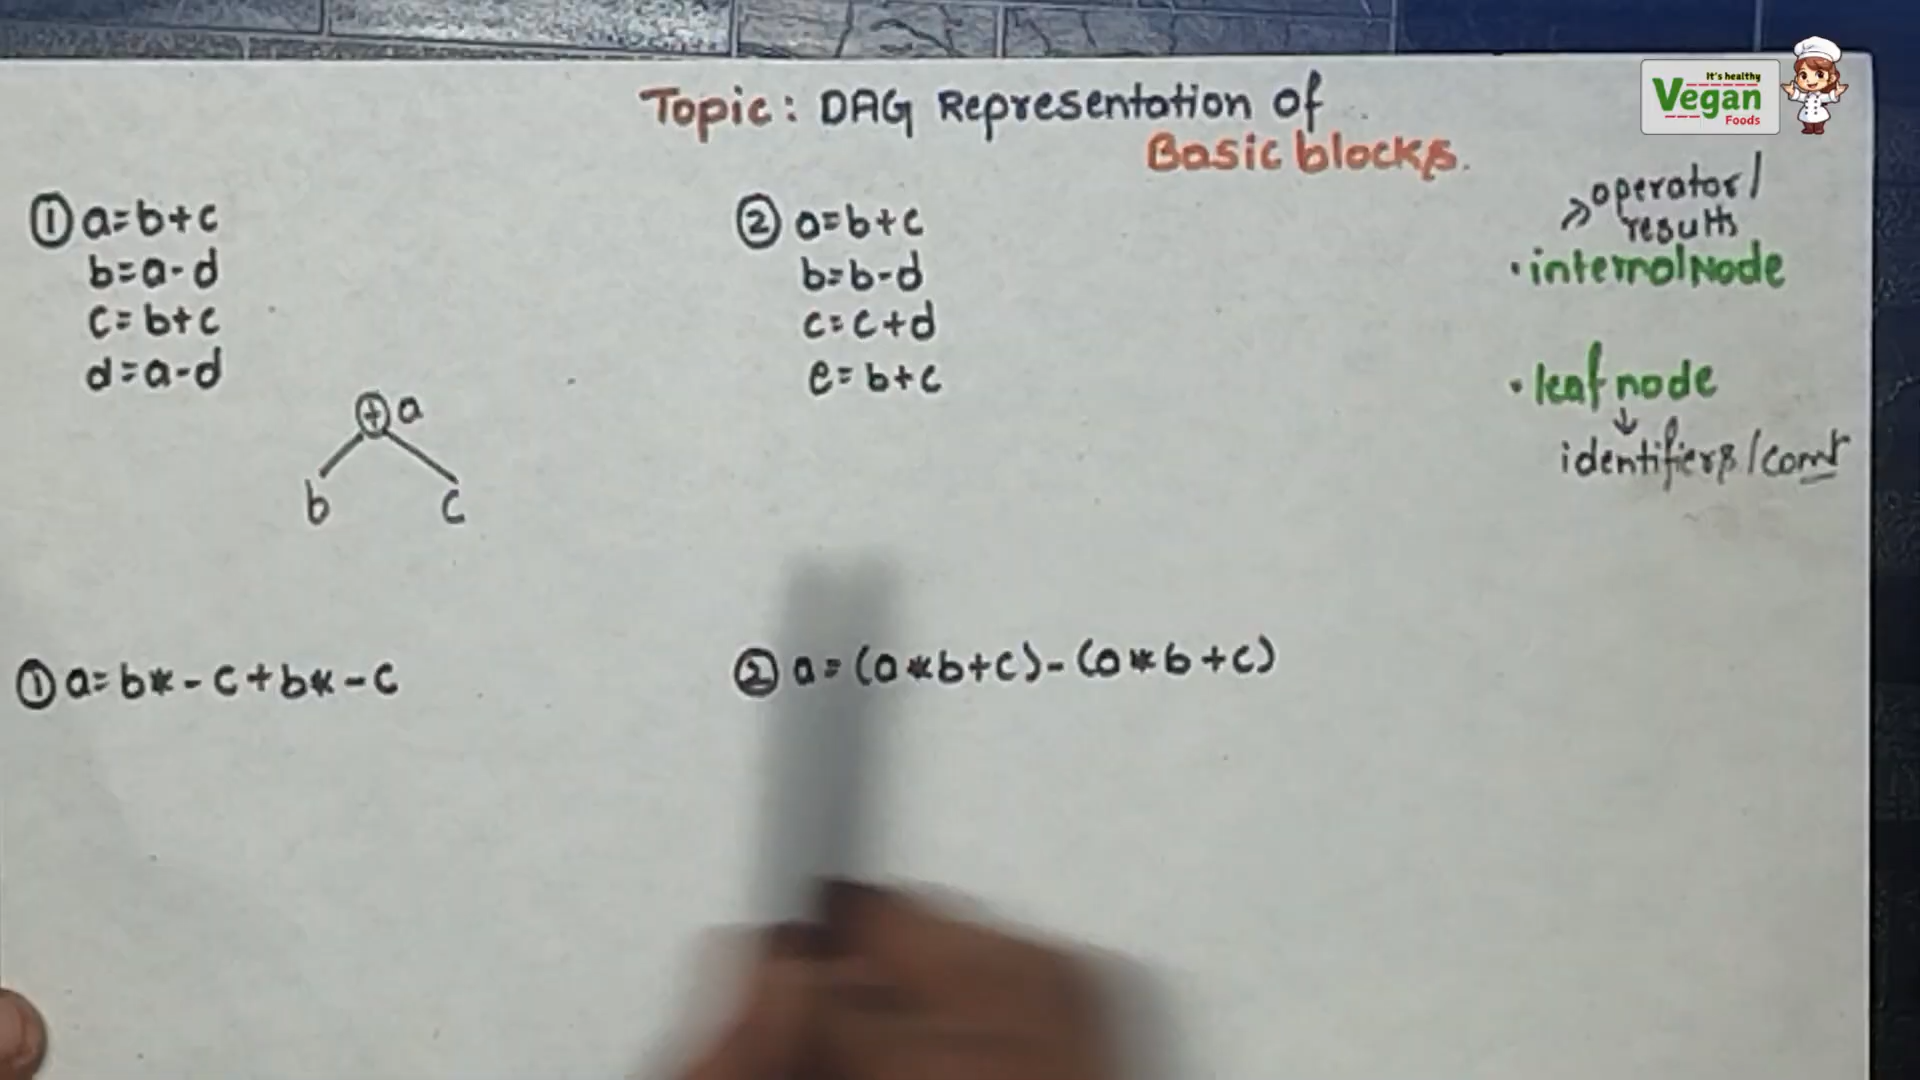 Topic: DAG Representation of
Basic blocks.
① a=b+c
b=a-d
c=b+c
d=a-d
+ a
b c
② a=b+c
b=b-d
c=c+d
e=b+c
operator/
results
• internalNode
• leaf node
identifiers/const
① a=b*-c+b*-c
② a=(a*b+c)-(a*b+c)
It's healthy
Vegan
Foods